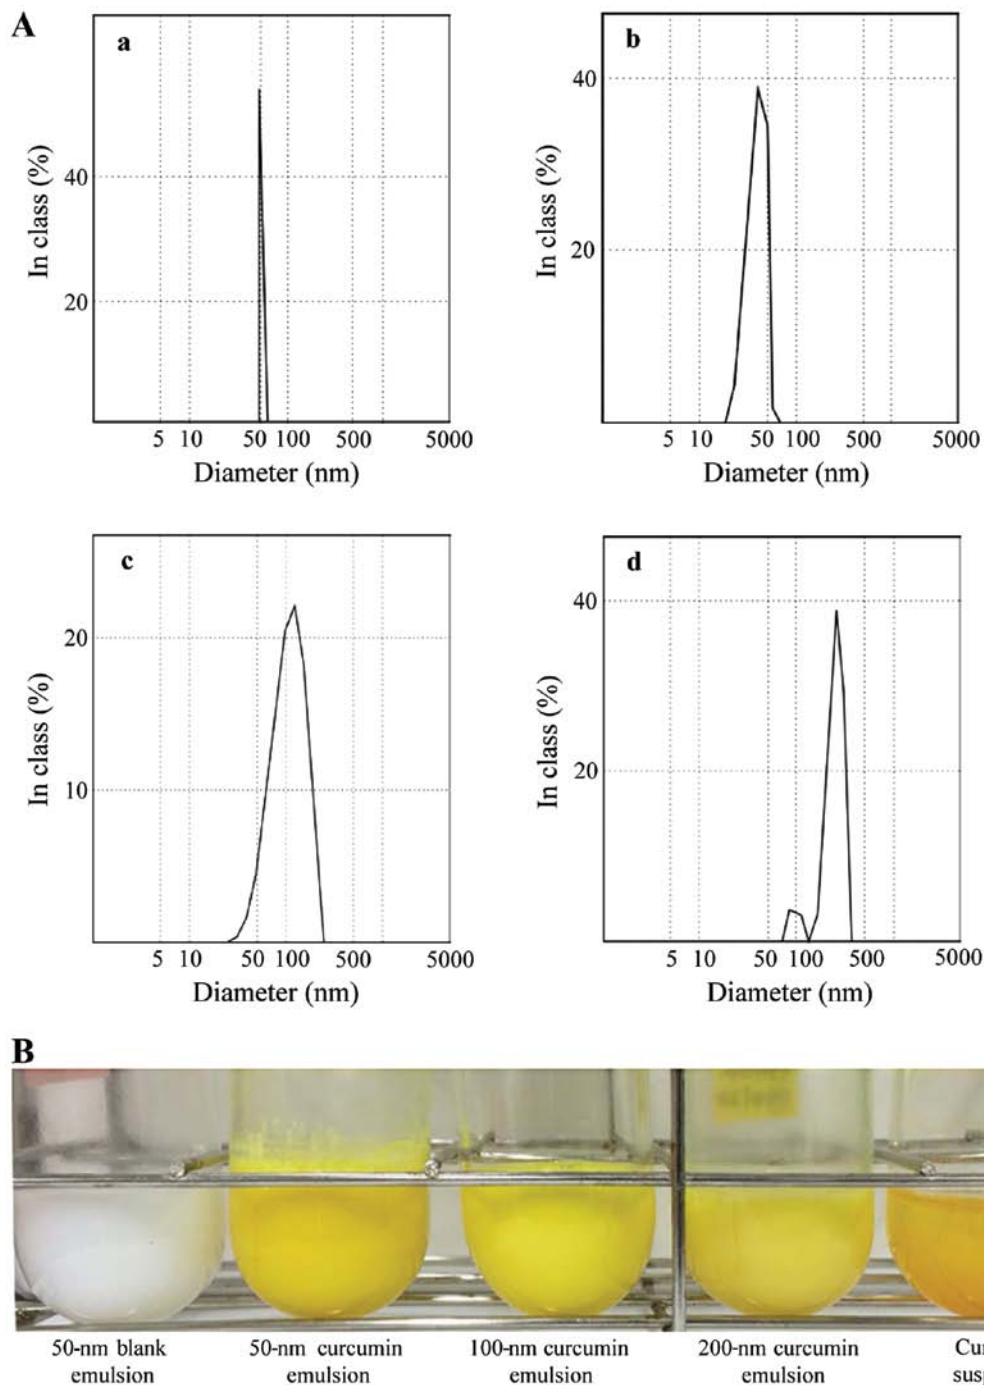 A
a
In class (%)
40
20
5 10 50 100 500 5000
Diameter (nm)
b
In class (%)
40
20
5 10 50 100 500 5000
Diameter (nm)
c
In class (%)
20
10
5 10 50 100 500 5000
Diameter (nm)
d
In class (%)
40
20
5 10 50 100 500 5000
Diameter (nm)
B
50-nm blank
emulsion
50-nm curcumin
emulsion
100-nm curcumin
emulsion
200-nm curcumin
emulsion